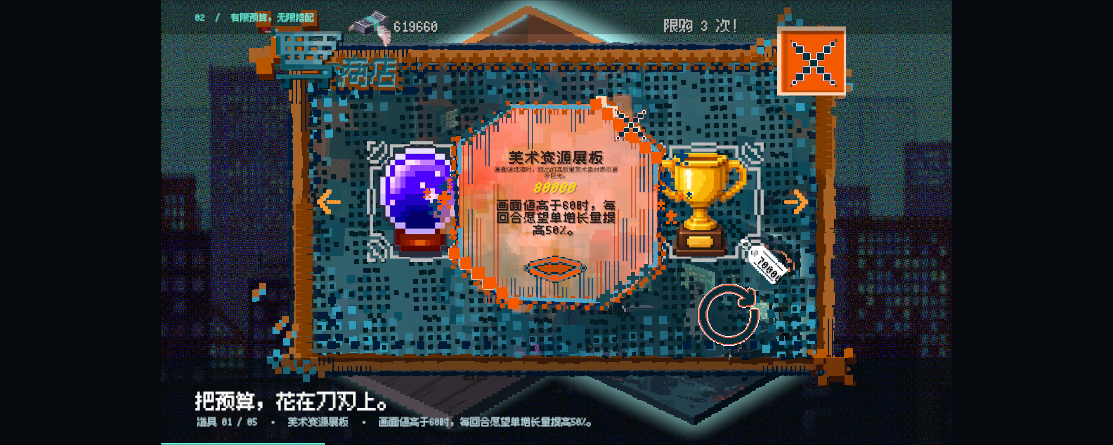 02 / 有限预算，无限搭配
619660
限购 3 次！
商店
美术资源展板
80000
画面值高于60时，每
回合愿望单增长量提
高50%。
把预算，花在刀刃上。
道具 01 / 05 · 美术资源展板 · 画面值高于60时，每回合愿望单增长量提高50%。